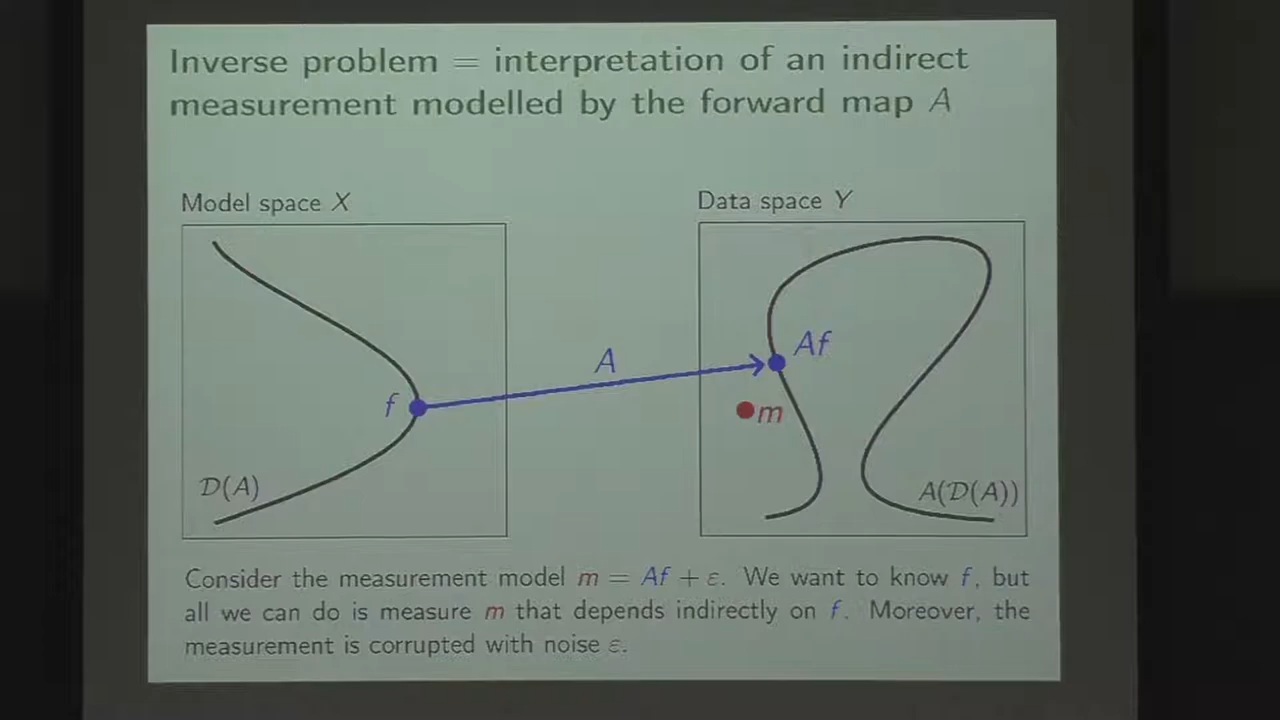 Inverse problem = interpretation of an indirect
measurement modelled by the forward map A
Model space X
Data space Y
A
Af
f
m
D(A)
A(D(A))
Consider the measurement model m = Af + ε. We want to know f, but
all we can do is measure m that depends indirectly on f. Moreover, the
measurement is corrupted with noise ε.